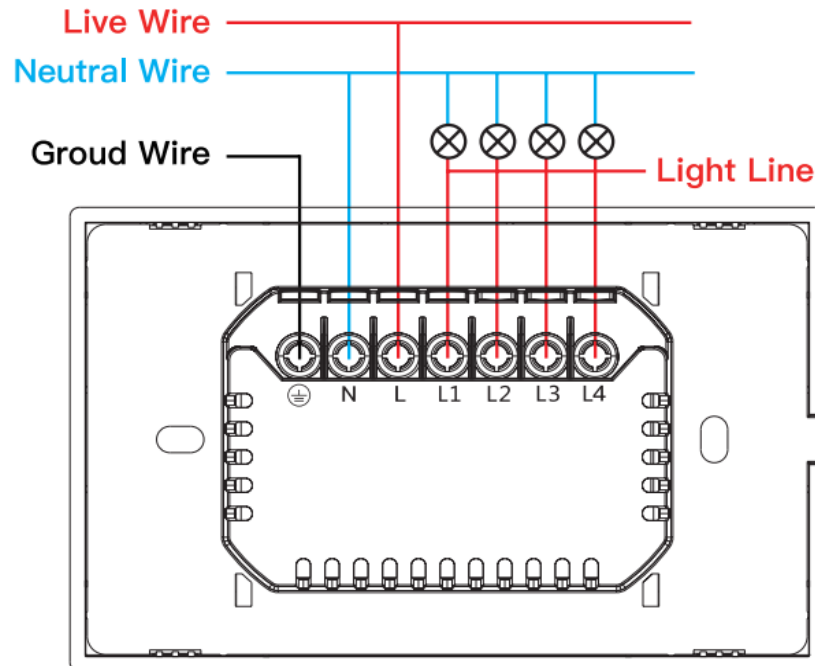 Live Wire
Neutral Wire
Groud Wire
Light Line
N L L1 L2 L3 L4